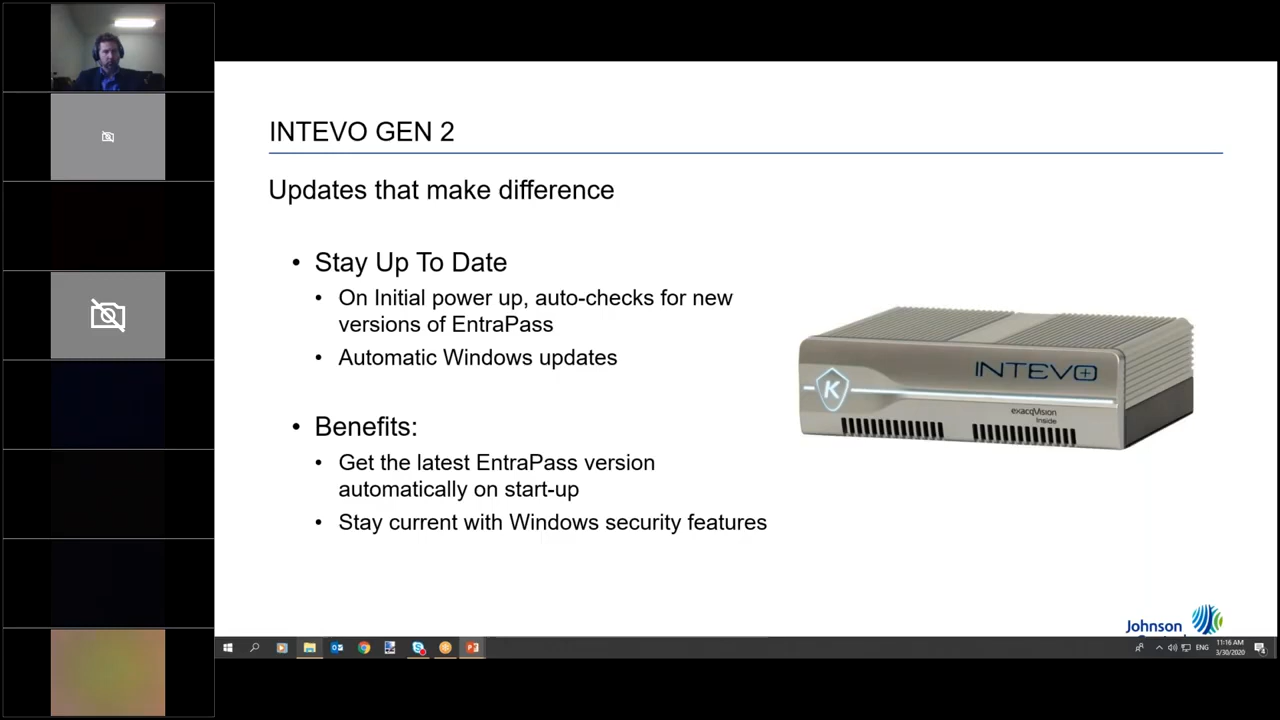 INTEVO GEN 2
Updates that make difference
• Stay Up To Date
• On Initial power up, auto-checks for new
versions of EntraPass
• Automatic Windows updates
• Benefits:
• Get the latest EntraPass version
automatically on start-up
• Stay current with Windows security features
INTEVO
K
exacqVision
Inside
Johnson
ENG
11:16 AM
3/30/2020